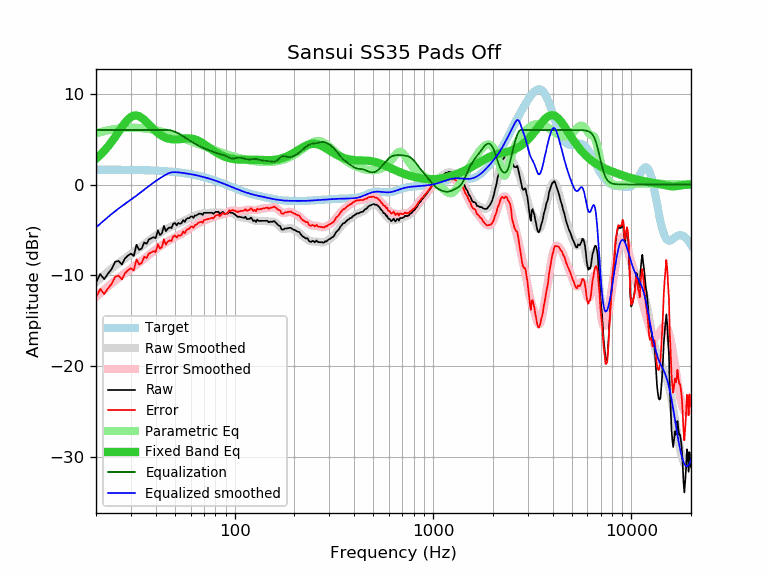 Sansui SS35 Pads Off
Amplitude (dBr)
10
0
−10
−20
−30
Target
Raw Smoothed
Error Smoothed
Raw
Error
Parametric Eq
Fixed Band Eq
Equalization
Equalized smoothed
100
1000
10000
Frequency (Hz)